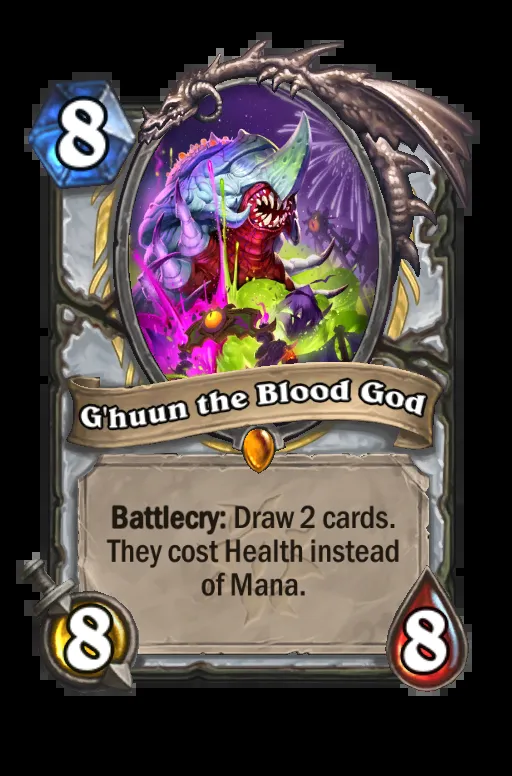 8
G'huun the Blood God
Battlecry: Draw 2 cards.
They cost Health instead
of Mana.
8
8